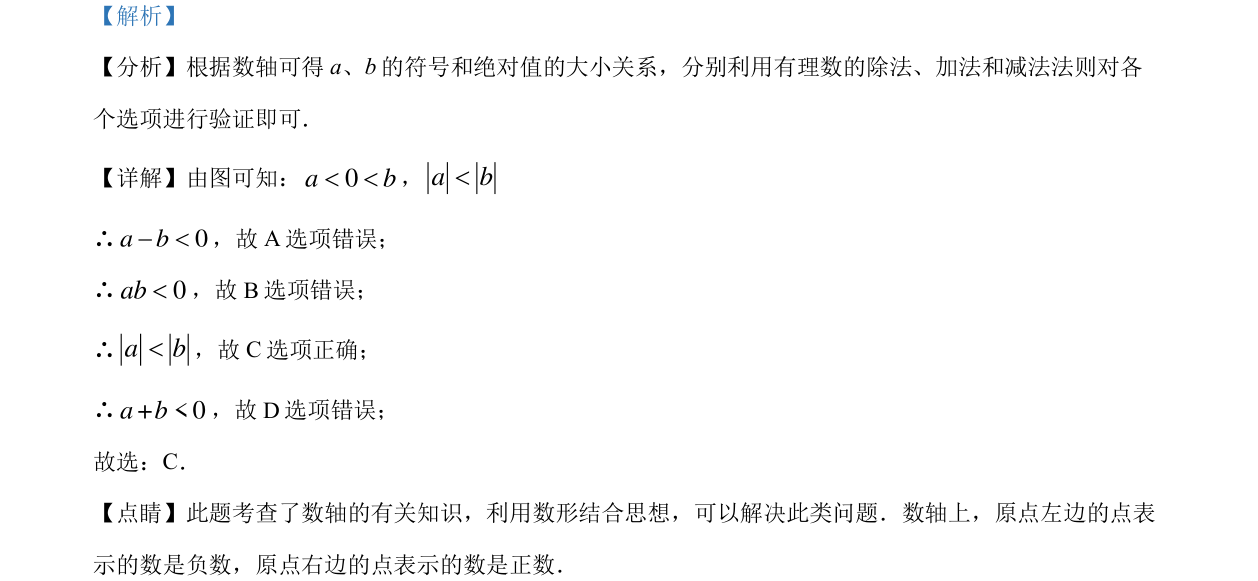 【解析】
【分析】根据数轴可得 a、b 的符号和绝对值的大小关系，分别利用有理数的除法、加法和减法法则对各
个选项进行验证即可．
【详解】由图可知：a<0<b，|a|<|b|
∴a−b<0，故 A 选项错误；
∴ab<0，故 B 选项错误；
∴|a|<|b|，故 C 选项正确；
∴a+b<0，故 D 选项错误；
故选：C．
【点睛】此题考查了数轴的有关知识，利用数形结合思想，可以解决此类问题．数轴上，原点左边的点表
示的数是负数，原点右边的点表示的数是正数．